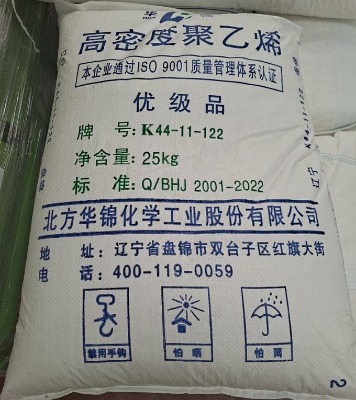 华
高密度聚乙烯
本企业通过ISO 9001质量管理体系认证
优级品
牌 号:K44-11-122
净含量:25kg
标 准:Q/BHJ 2001-2022
北方华锦化学工业股份有限公司
地 址:辽宁省盘锦市双台子区红旗大街
电 话:400-119-0059
禁用手钩 怕晒 怕雨
2